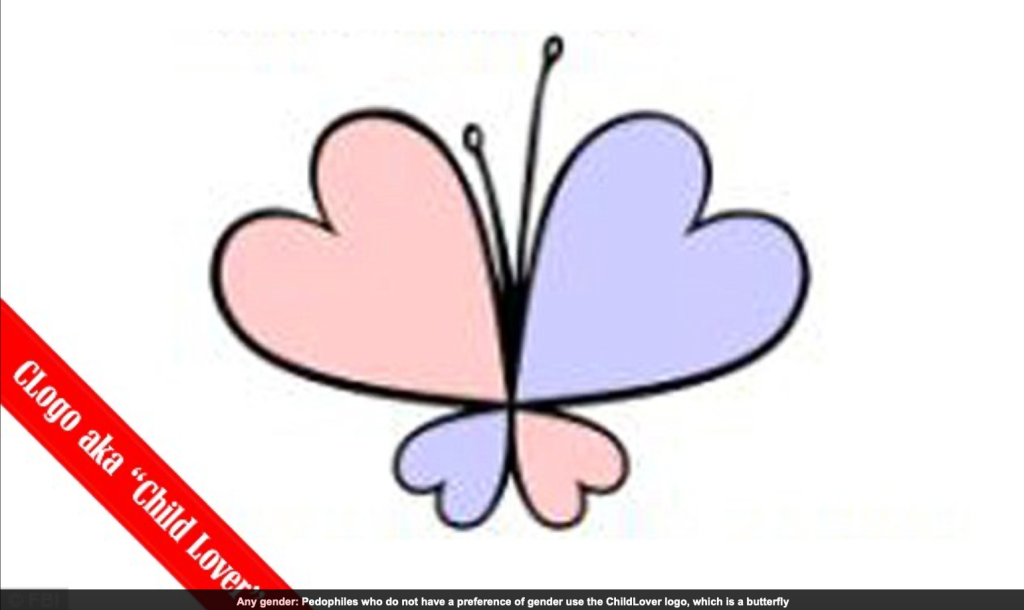 CLogo aka "Child Lover"
© FBI
Any gender: Pedophiles who do not have a preference of gender use the ChildLover logo, which is a butterfly